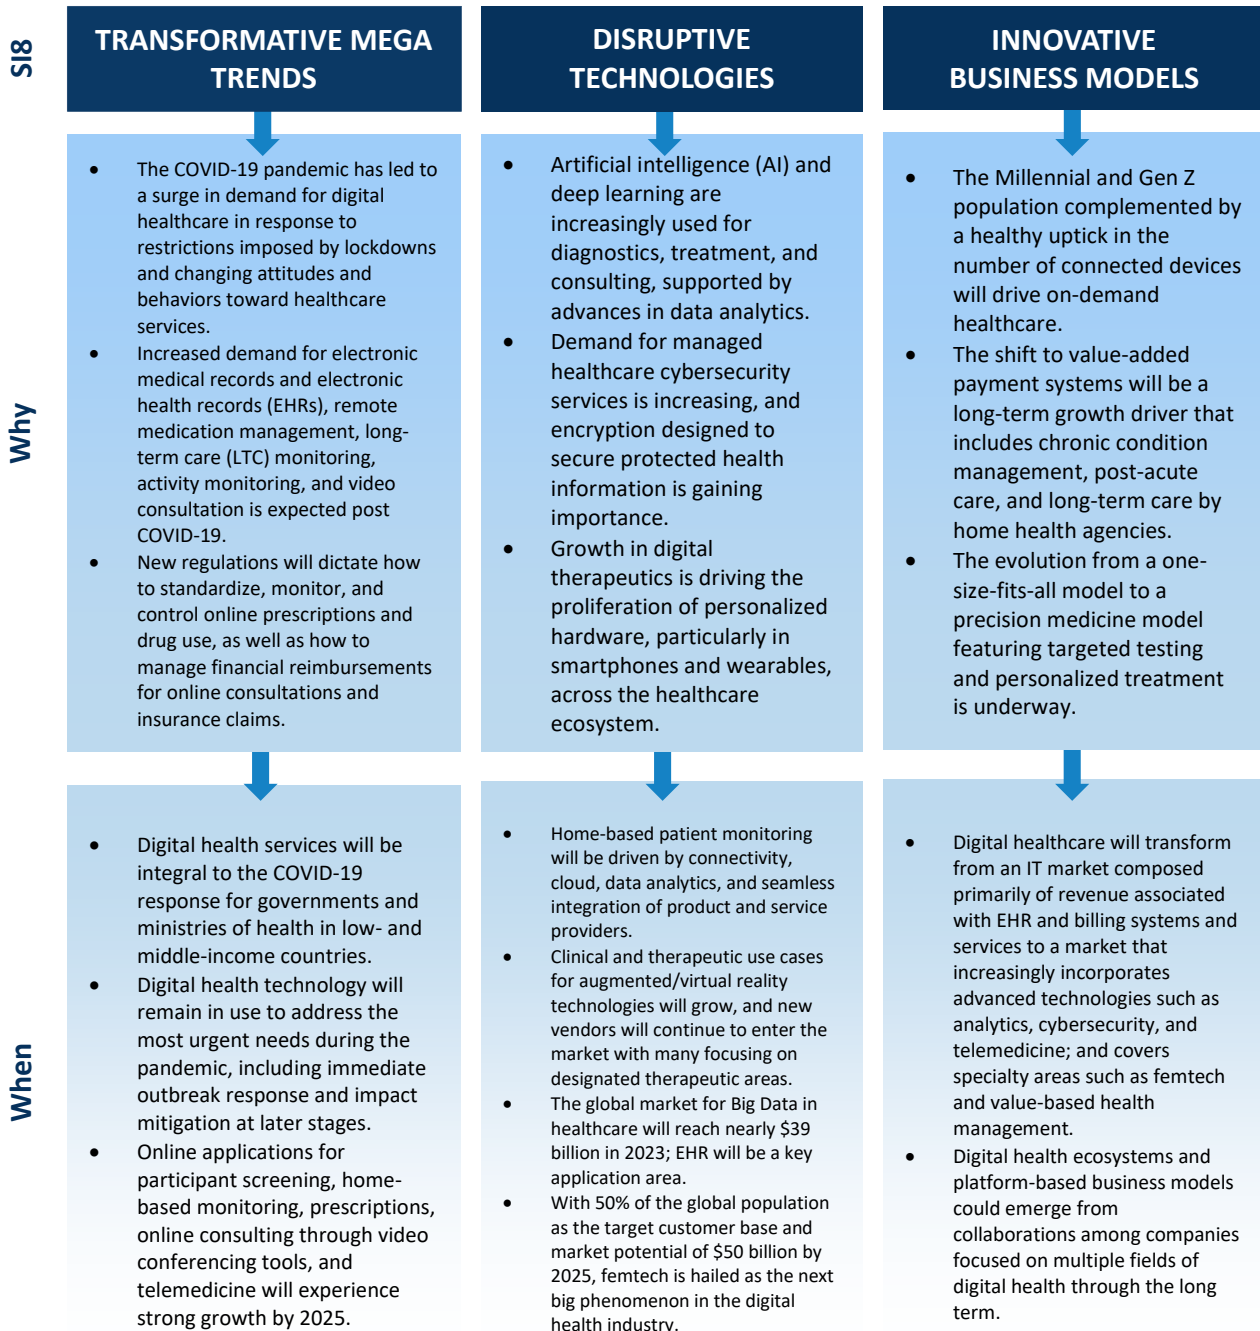 SI8
TRANSFORMATIVE MEGA
TRENDS
DISRUPTIVE
TECHNOLOGIES
INNOVATIVE
BUSINESS MODELS
Why
• The COVID-19 pandemic has led to
a surge in demand for digital
healthcare in response to
restrictions imposed by lockdowns
and changing attitudes and
behaviors toward healthcare
services.
• Increased demand for electronic
medical records and electronic
health records (EHRs), remote
medication management, long-
term care (LTC) monitoring,
activity monitoring, and video
consultation is expected post
COVID-19.
• New regulations will dictate how
to standardize, monitor, and
control online prescriptions and
drug use, as well as how to
manage financial reimbursements
for online consultations and
insurance claims.
• Artificial intelligence (AI) and
deep learning are
increasingly used for
diagnostics, treatment, and
consulting, supported by
advances in data analytics.
• Demand for managed
healthcare cybersecurity
services is increasing, and
encryption designed to
secure protected health
information is gaining
importance.
• Growth in digital
therapeutics is driving the
proliferation of personalized
hardware, particularly in
smartphones and wearables,
across the healthcare
ecosystem.
• The Millennial and Gen Z
population complemented by
a healthy uptick in the
number of connected devices
will drive on-demand
healthcare.
• The shift to value-added
payment systems will be a
long-term growth driver that
includes chronic condition
management, post-acute
care, and long-term care by
home health agencies.
• The evolution from a one-
size-fits-all model to a
precision medicine model
featuring targeted testing
and personalized treatment
is underway.
When
• Digital health services will be
integral to the COVID-19
response for governments and
ministries of health in low- and
middle-income countries.
• Digital health technology will
remain in use to address the
most urgent needs during the
pandemic, including immediate
outbreak response and impact
mitigation at later stages.
• Online applications for
participant screening, home-
based monitoring, prescriptions,
online consulting through video
conferencing tools, and
telemedicine will experience
strong growth by 2025.
• Home-based patient monitoring
will be driven by connectivity,
cloud, data analytics, and seamless
integration of product and service
providers.
• Clinical and therapeutic use cases
for augmented/virtual reality
technologies will grow, and new
vendors will continue to enter the
market with many focusing on
designated therapeutic areas.
• The global market for Big Data in
healthcare will reach nearly $39
billion in 2023; EHR will be a key
application area.
• With 50% of the global population
as the target customer base and
market potential of $50 billion by
2025, femtech is hailed as the next
big phenomenon in the digital
health industry.
• Digital healthcare will transform
from an IT market composed
primarily of revenue associated
with EHR and billing systems and
services to a market that
increasingly incorporates
advanced technologies such as
analytics, cybersecurity, and
telemedicine; and covers
specialty areas such as femtech
and value-based health
management.
• Digital health ecosystems and
platform-based business models
could emerge from
collaborations among companies
focused on multiple fields of
digital health through the long
term.